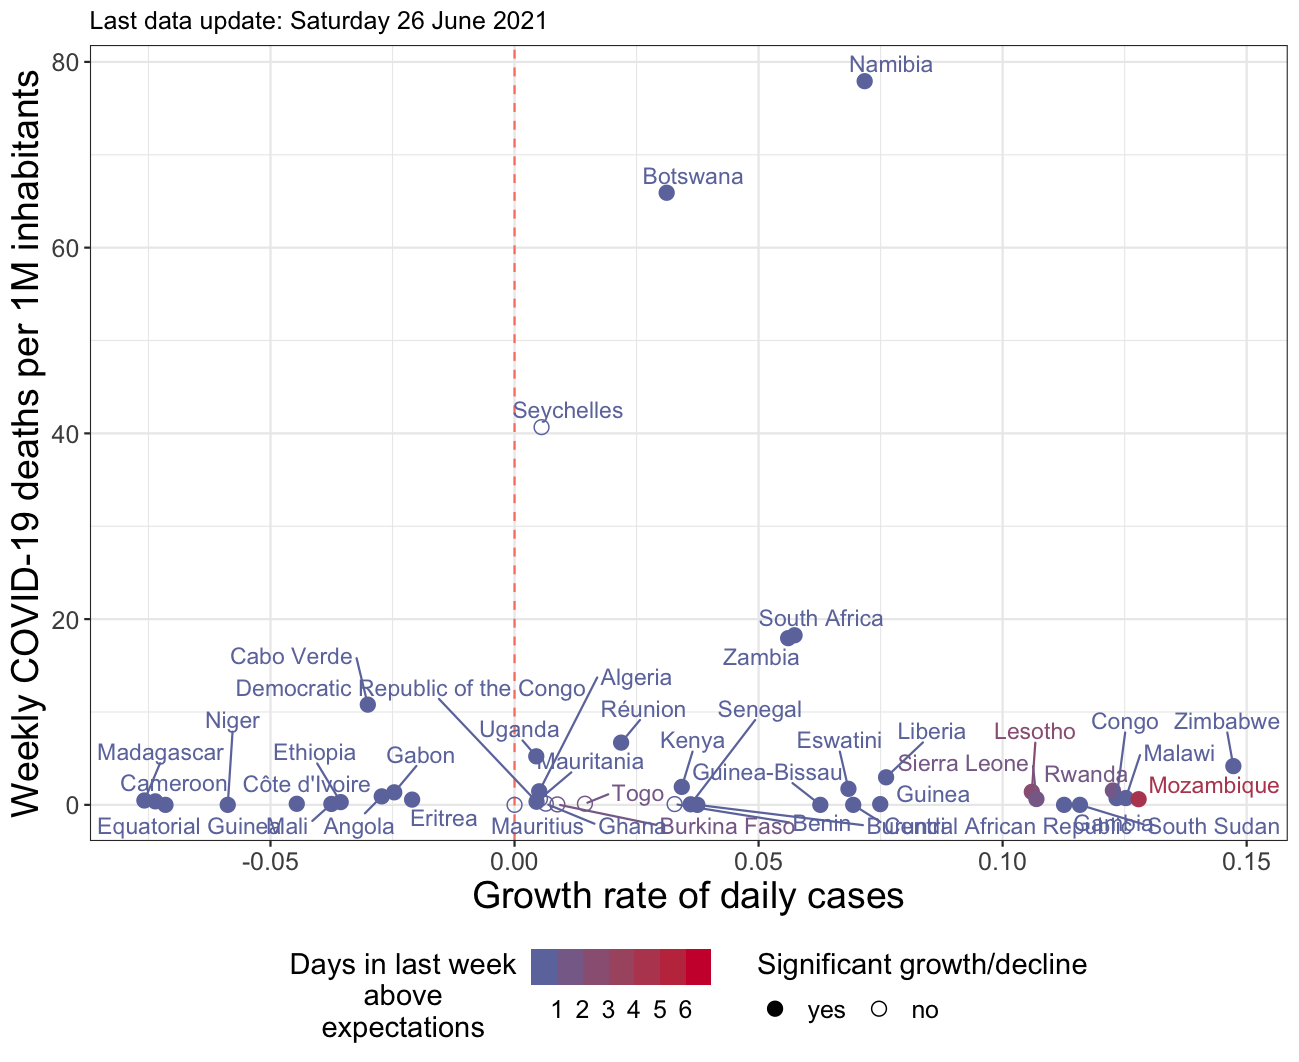 Last data update: Saturday 26 June 2021
Weekly COVID-19 deaths per 1M inhabitants
80
60
40
20
0
Namibia
Botswana
Seychelles
South Africa
Zambia
Cabo Verde
Democratic Republic of the Congo
Algeria
Niger
Réunion
Senegal
Uganda
Kenya
Eswatini
Liberia
Lesotho
Congo
Zimbabwe
Madagascar
Ethiopia
Gabon
Mauritania
Guinea-Bissau
Sierra Leone
Malawi
Cameroon
Côte d'Ivoire
Togo
Guinea
Rwanda
Mozambique
Equatorial Guinea
Mali
Angola
Eritrea
Mauritius
Ghana
Burkina Faso
Benin
Burundi
Central African Republic
Gambia
South Sudan
-0.05
0.00
0.05
0.10
0.15
Growth rate of daily cases
Days in last week
above
expectations
1 2 3 4 5 6
Significant growth/decline
yes
no